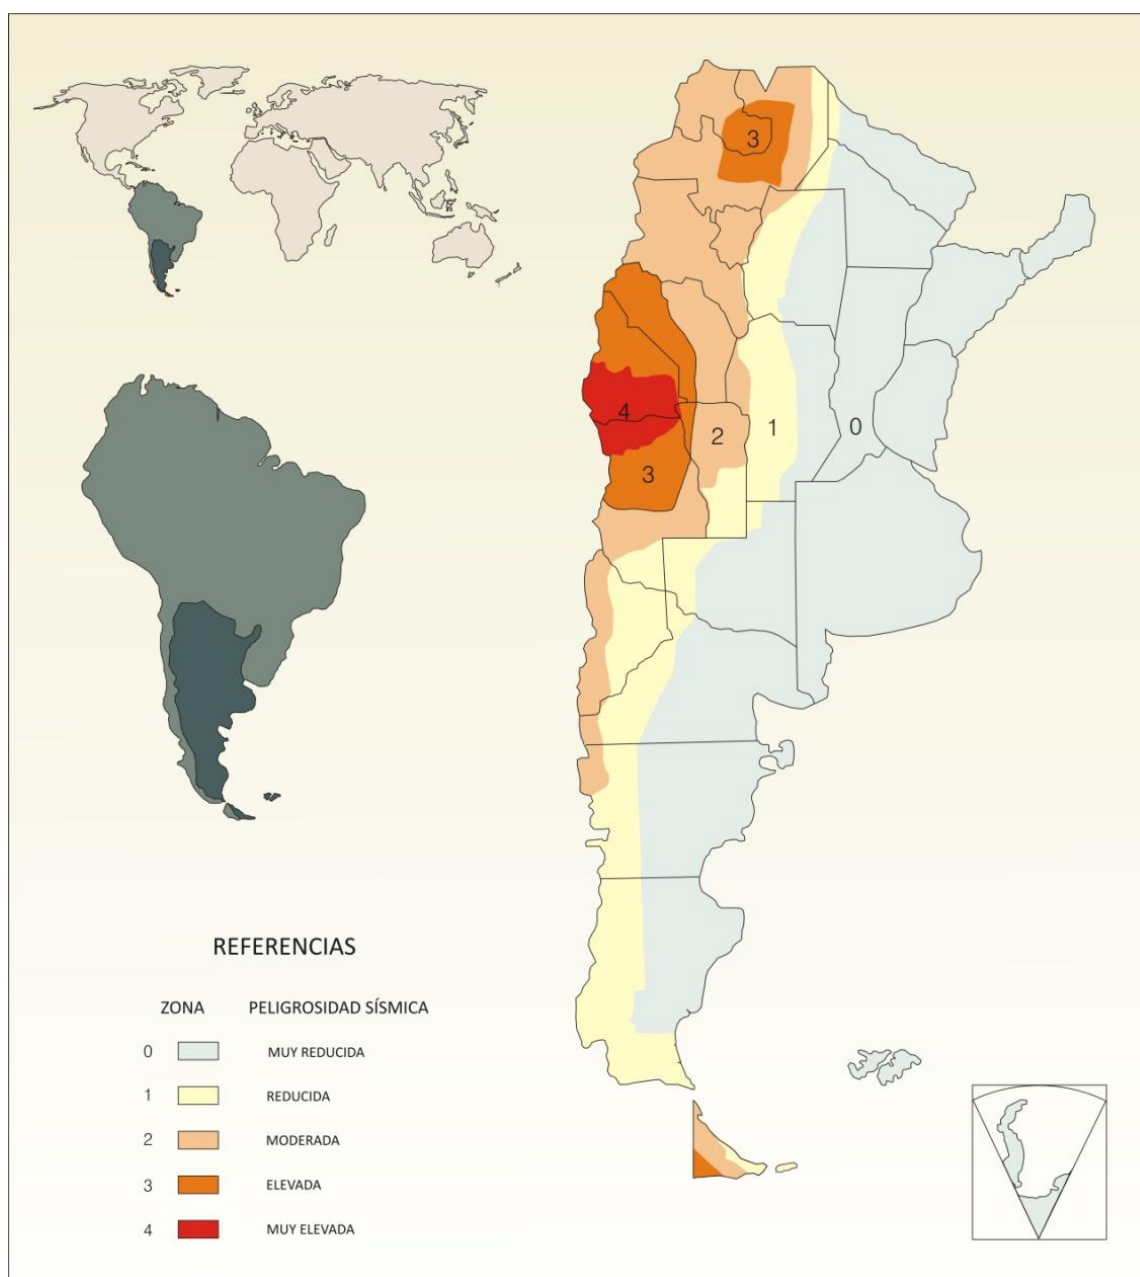 3
4
3
2
1
0
REFERENCIAS
ZONA PELIGROSIDAD SÍSMICA
0 MUY REDUCIDA
1 REDUCIDA
2 MODERADA
3 ELEVADA
4 MUY ELEVADA